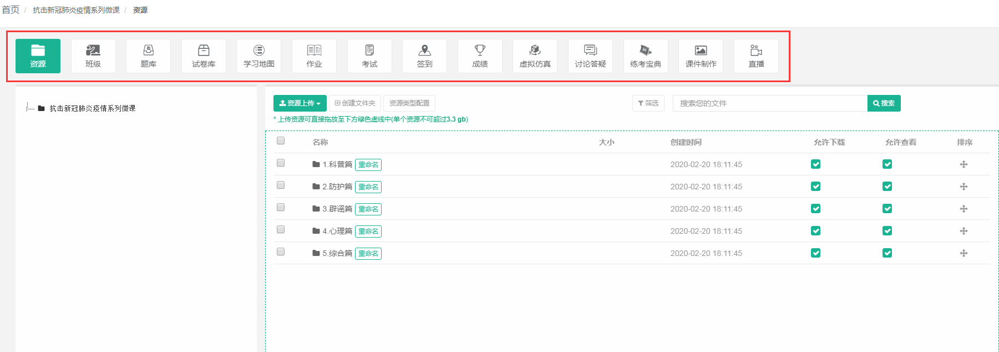 首页 / 抗击新冠肺炎疫情系列微课 / 资源
资源 班级 题库 试卷库 学习地图 作业 考试 签到 成绩 虚拟仿真 讨论答疑 练考宝典 课件制作 直播
抗击新冠肺炎疫情系列微课
资源上传 创建文件夹 资源类型配置 筛选 搜索您的文件 搜索
* 上传资源可直接拖放至下方绿色虚线中(单个资源不可超过3.3 gb)
名称 大小 创建时间 允许下载 允许查看 排序
1.科普篇 重命名 2020-02-20 18:11:45
2.防护篇 重命名 2020-02-20 18:11:45
3.辟谣篇 重命名 2020-02-20 18:11:45
4.心理篇 重命名 2020-02-20 18:11:45
5.综合篇 重命名 2020-02-20 18:11:45